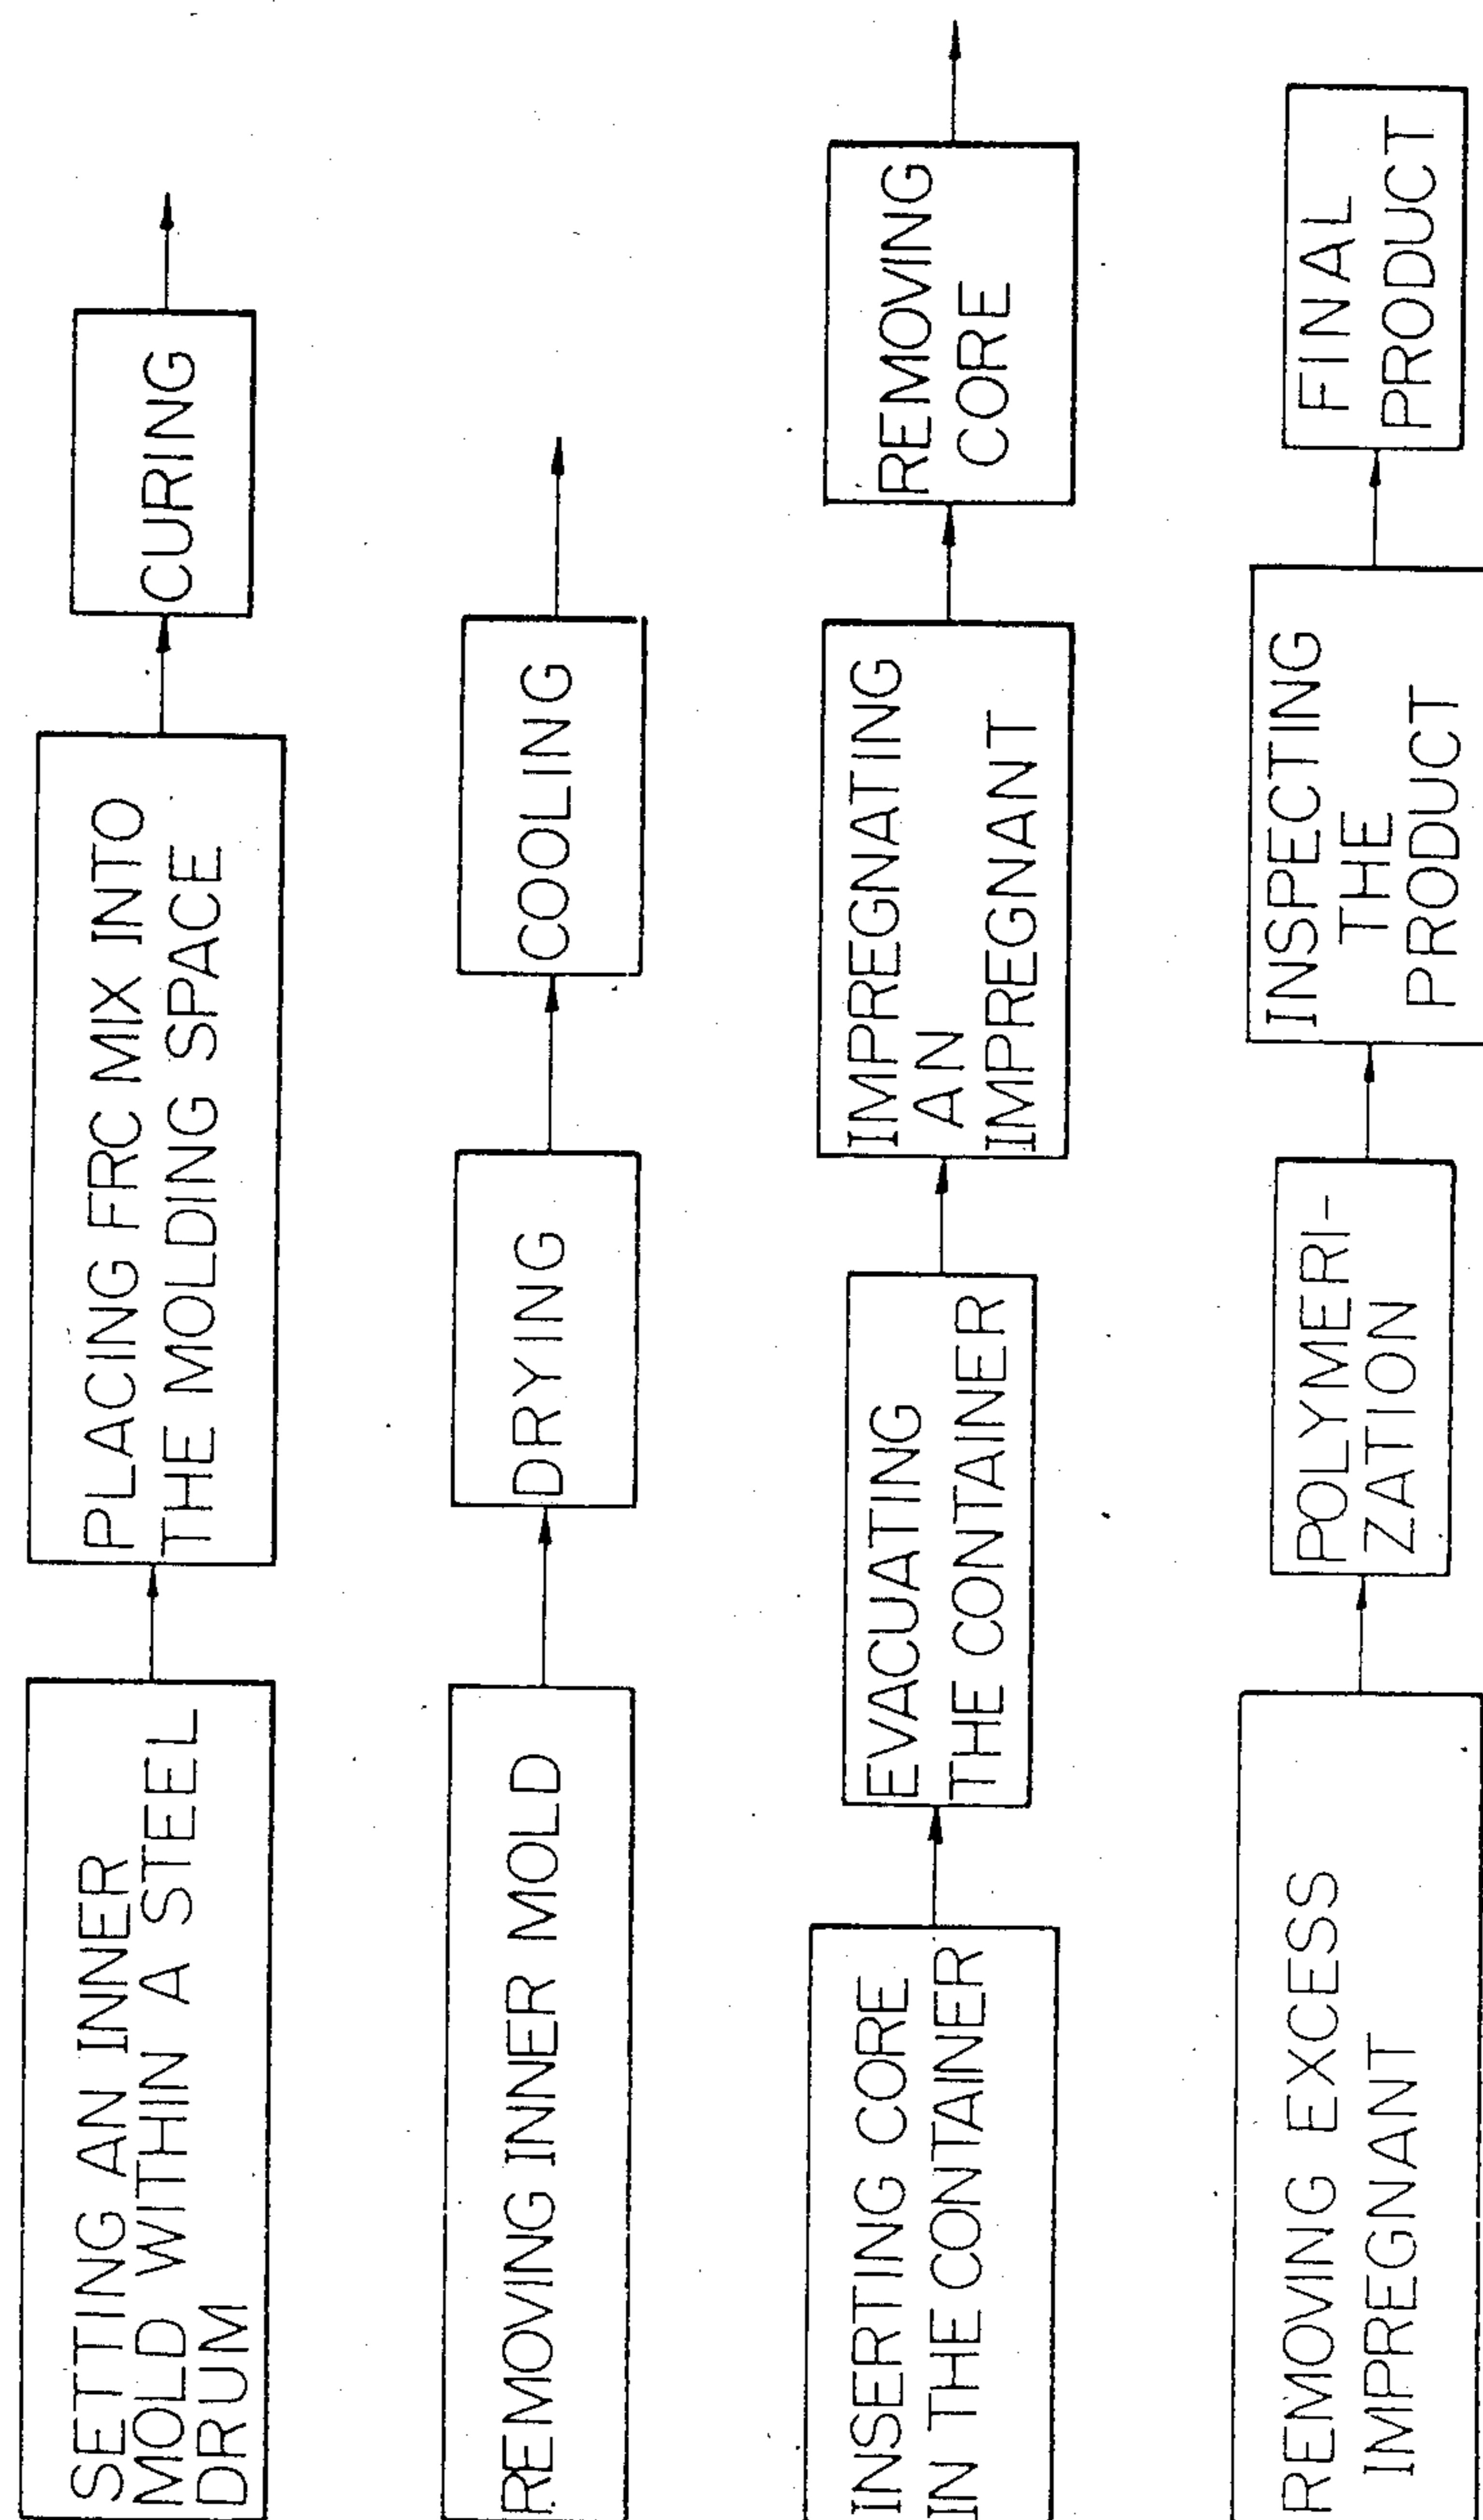 SETTING AN INNER
MOLD WITHIN A STEEL
DRUM
PLACING FRC MIX INTO
THE MOLDING SPACE
CURING
REMOVING INNER MOLD
DRYING
COOLING
INSERTING CORE
IN THE CONTAINER
EVACUATING
THE CONTAINER
IMPREGNATING
AN
IMPREGNANT
REMOVING
CORE
REMOVING EXCESS
IMPREGNANT
POLYMERI-
ZATION
INSPECTING
THE
PRODUCT
FINAL
PRODUCT